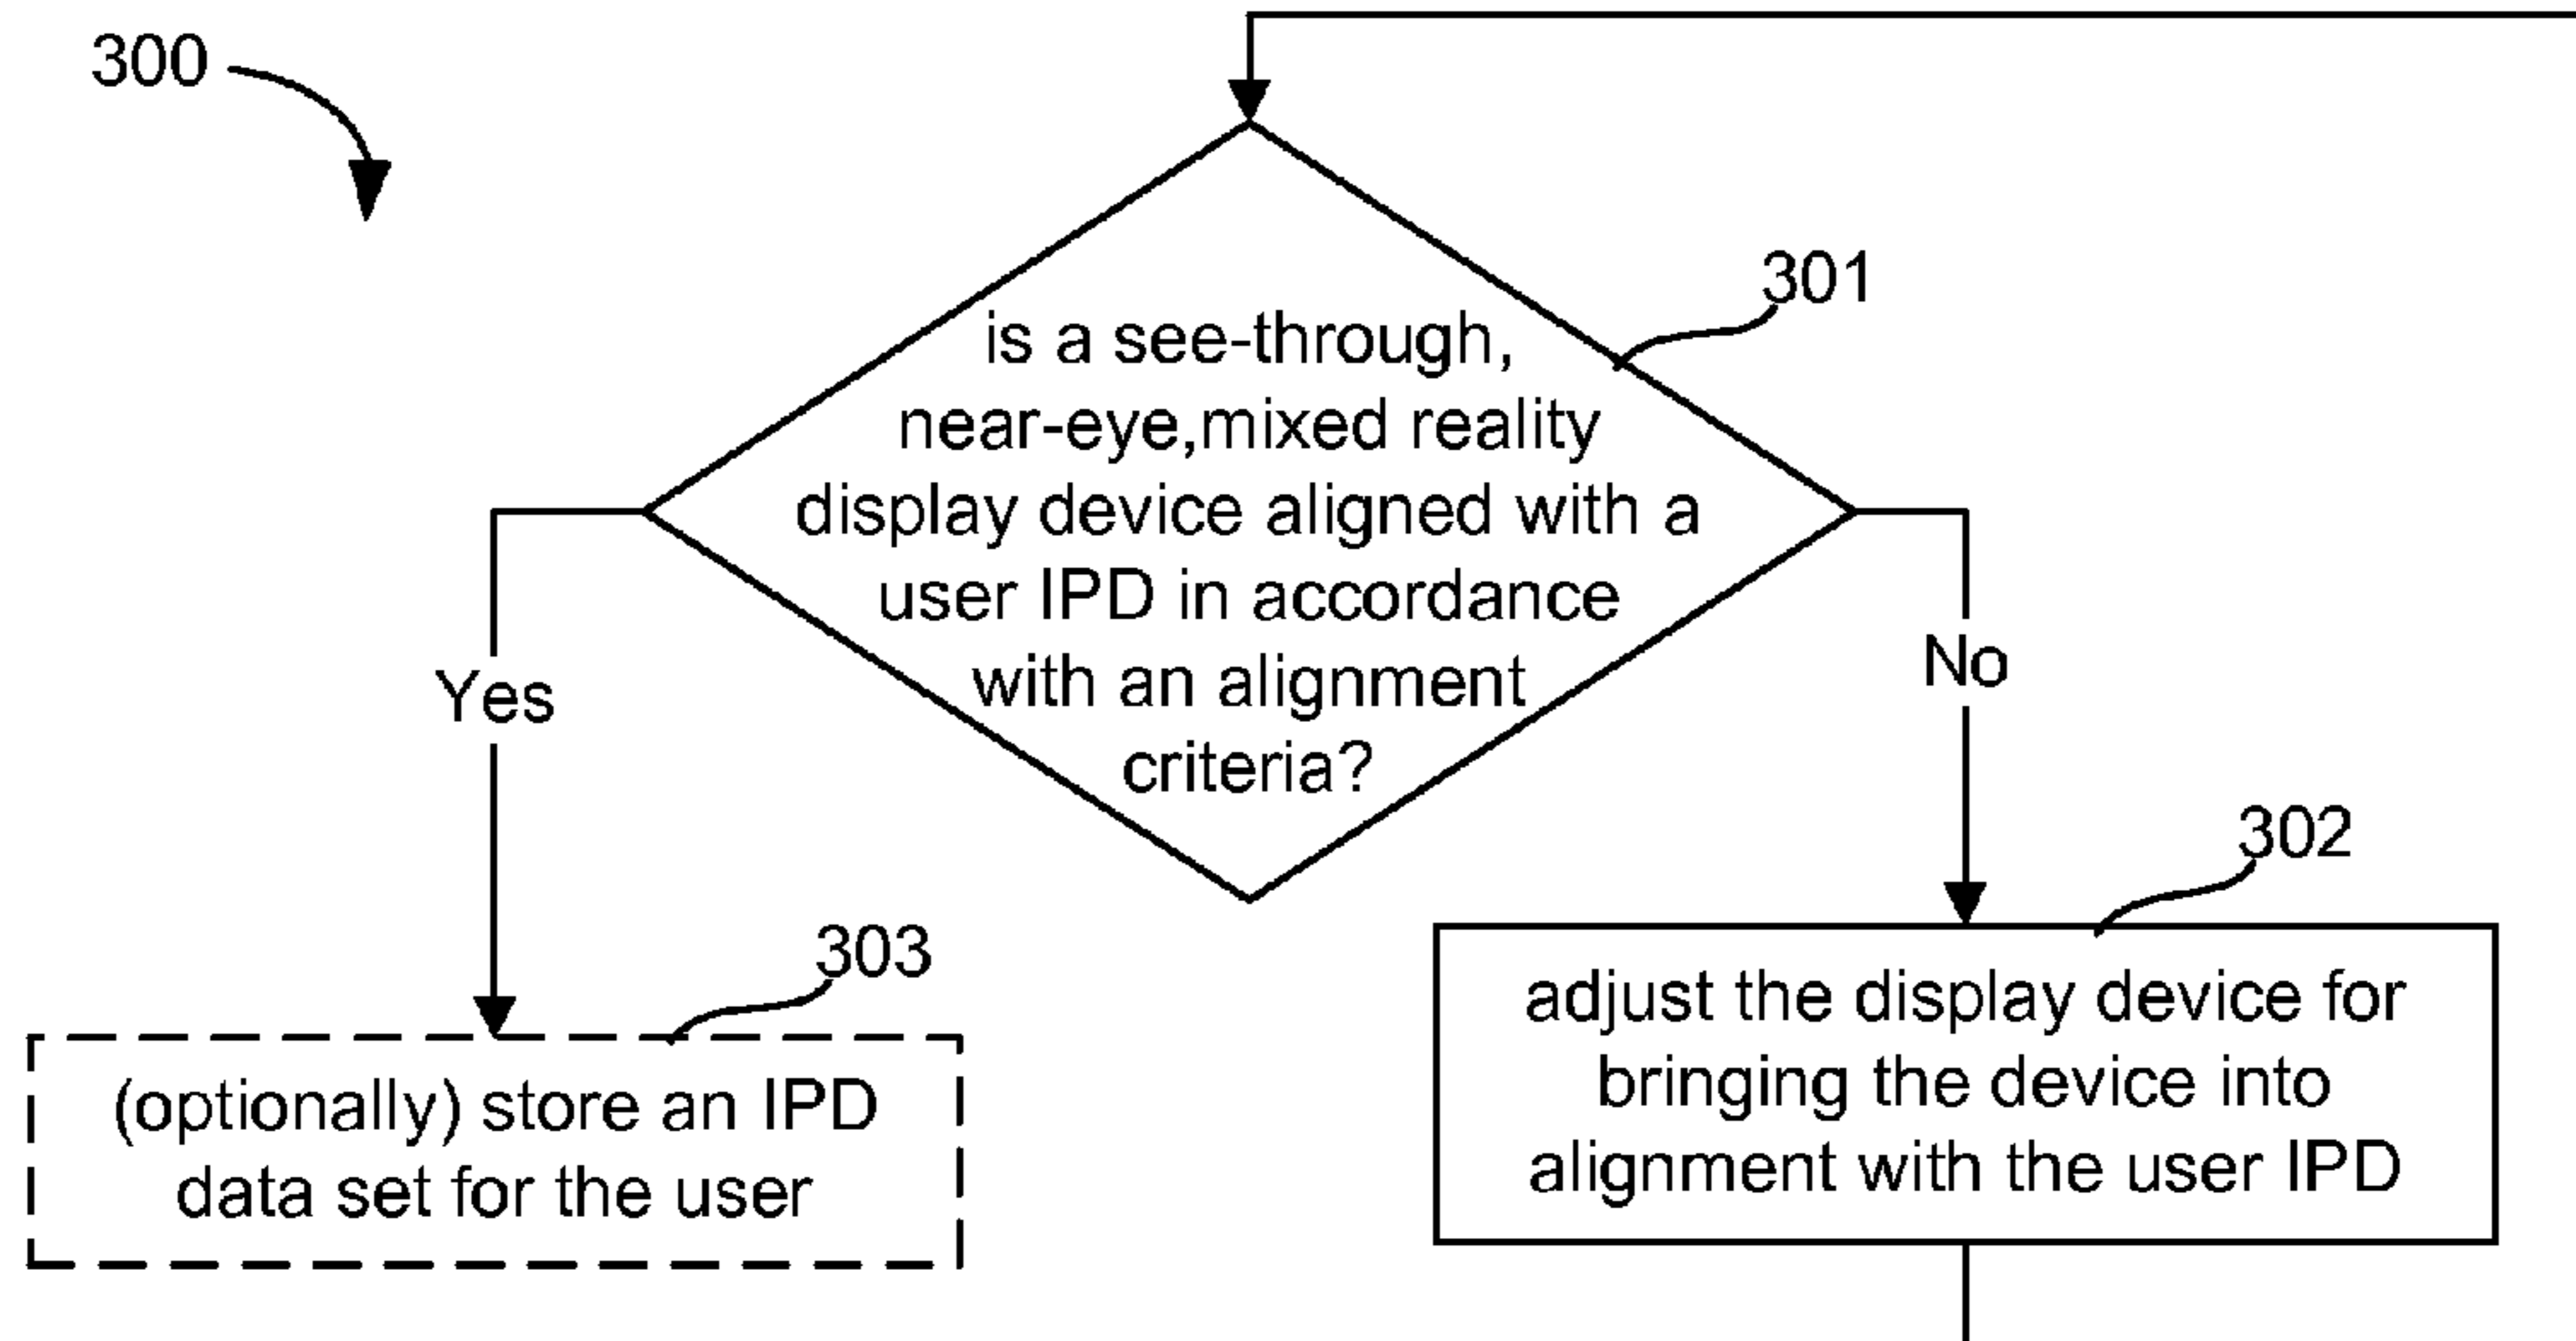 300
301
is a see-through,
near-eye,mixed reality
display device aligned with a
user IPD in accordance
with an alignment
criteria?
Yes
No
302
303
adjust the display device for
bringing the device into
alignment with the user IPD
(optionally) store an IPD
data set for the user